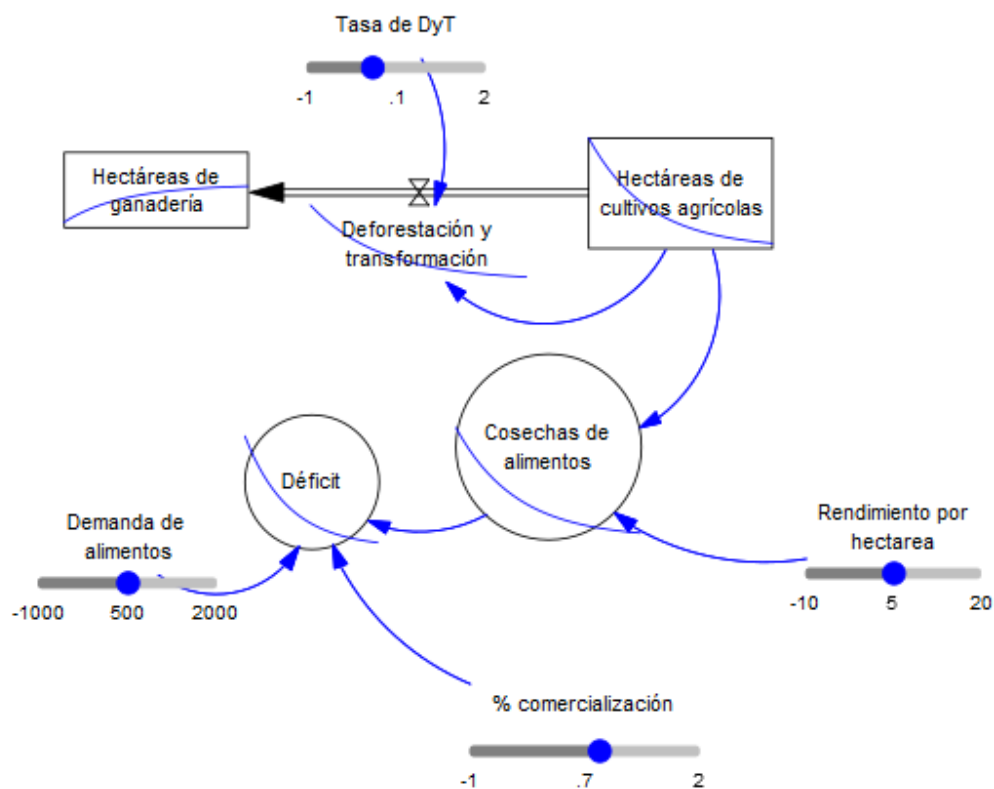 Tasa de DyT
-1 .1 2
Hectáreas de
ganadería
Hectáreas de
cultivos agrícolas
Deforestación y
transformación
Cosechas de
alimentos
Déficit
Demanda de
alimentos
-1000 500 2000
Rendimiento por
hectarea
-10 5 20
% comercialización
-1 .7 2